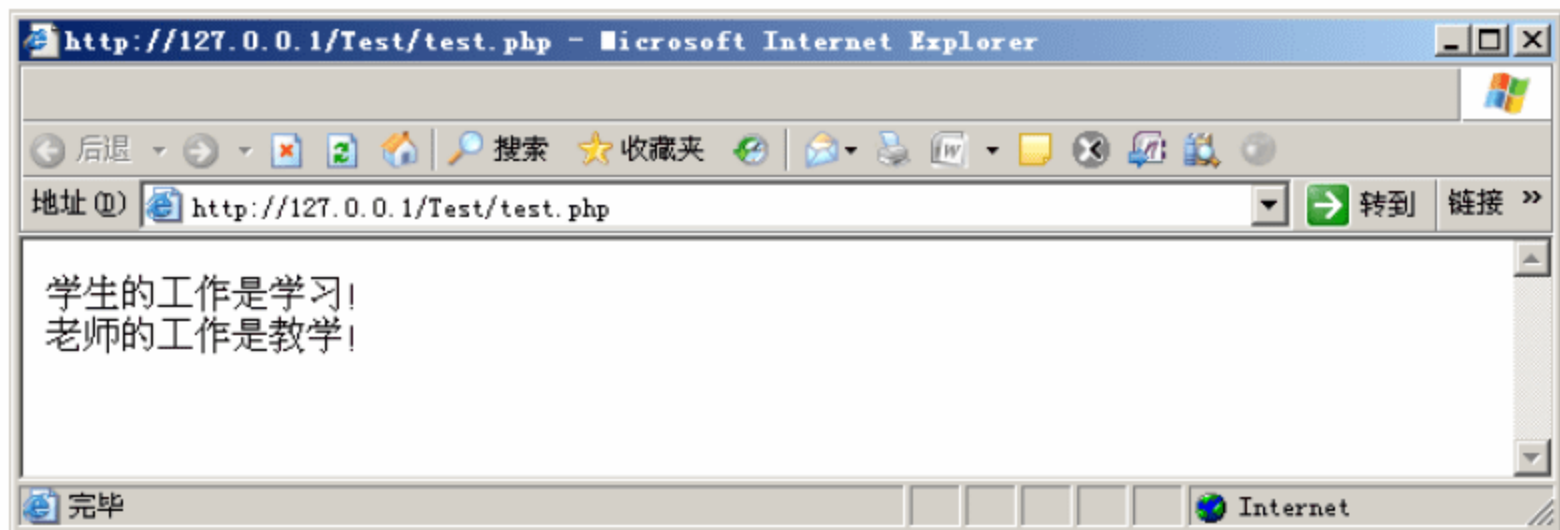 http://127.0.0.1/Test/test.php - Microsoft Internet Explorer
后退 搜索 收藏夹
地址(D) http://127.0.0.1/Test/test.php 转到 链接 »
学生的工作是学习!
老师的工作是教学!
完毕 Internet